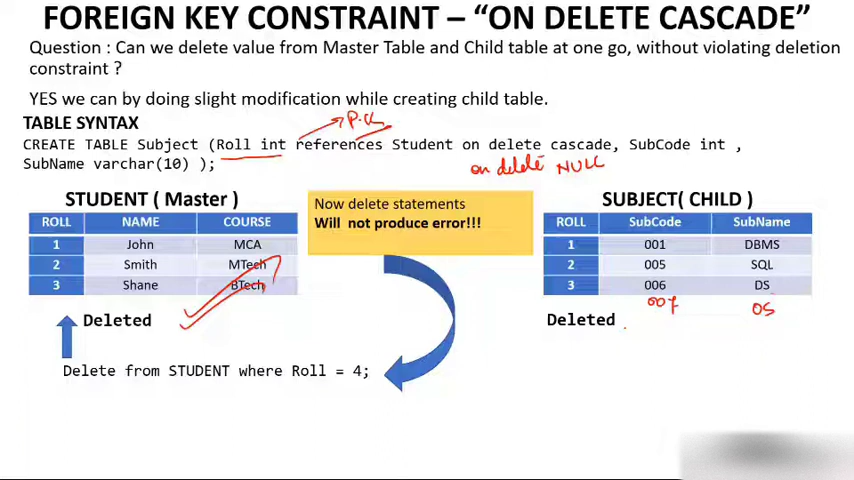 FOREIGN KEY CONSTRAINT – “ON DELETE CASCADE”
Question : Can we delete value from Master Table and Child table at one go, without violating deletion
constraint ?
YES we can by doing slight modification while creating child table.
TABLE SYNTAX
P.K
CREATE TABLE Subject (Roll int references Student on delete cascade, SubCode int ,
SubName varchar(10) );
on delete NULL
STUDENT ( Master )
ROLL NAME COURSE
1 John MCA
2 Smith MTech
3 Shane BTech
Deleted
Delete from STUDENT where Roll = 4;
Now delete statements
Will not produce error!!!
SUBJECT( CHILD )
ROLL SubCode SubName
1 001 DBMS
2 005 SQL
3 006 DS
007 OS
Deleted